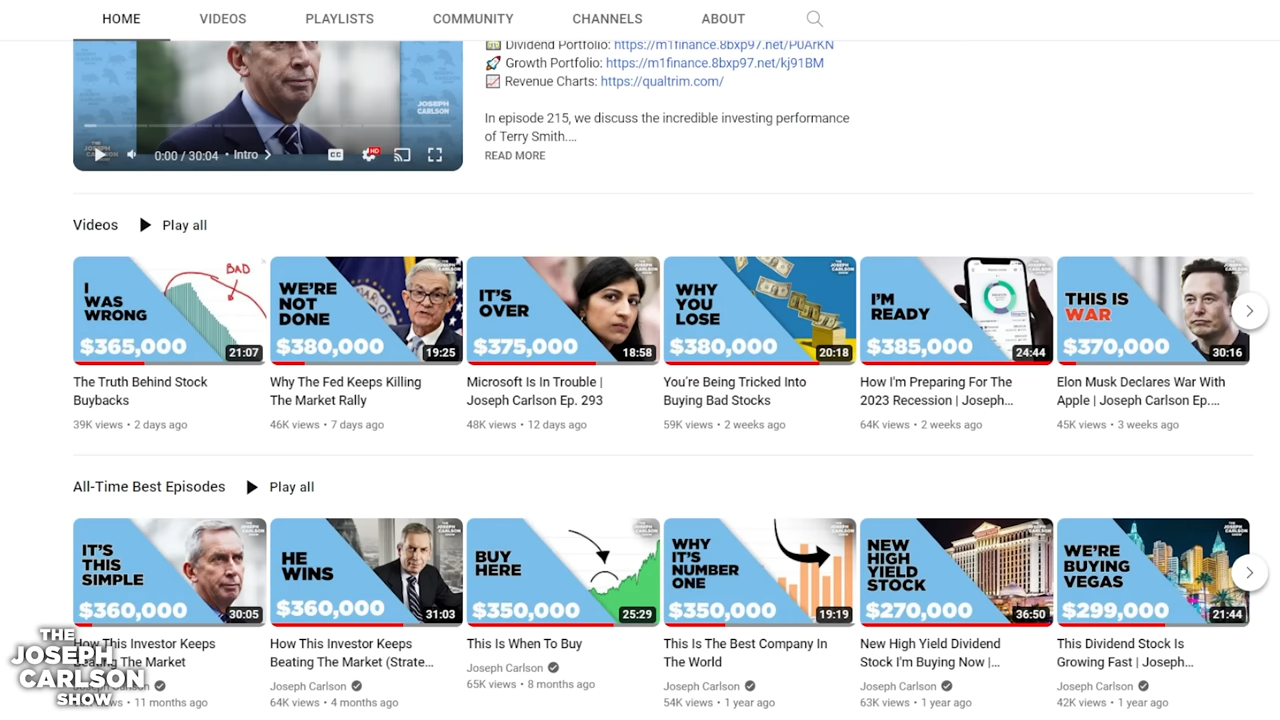 HOME
VIDEOS
PLAYLISTS
COMMUNITY
CHANNELS
ABOUT
Dividend Portfolio: https://m1finance.8bxp97.net/P0ArKN
Growth Portfolio: https://m1finance.8bxp97.net/kj91BM
Revenue Charts: https://qualtrim.com/
In episode 215, we discuss the incredible investing performance
of Terry Smith....
READ MORE
JOSEPH
CARLSON
0:00 / 30:04 • Intro
CC
HD
Videos
Play all
I
WAS
WRONG
BAD
$365,000
21:07
WE'RE
NOT
DONE
$380,000
19:25
IT'S
OVER
$375,000
18:58
WHY
YOU
LOSE
$380,000
20:18
I'M
READY
$385,000
24:44
THIS IS
WAR
$370,000
30:16
The Truth Behind Stock
Buybacks
39K views • 2 days ago
Why The Fed Keeps Killing
The Market Rally
46K views • 7 days ago
Microsoft Is In Trouble |
Joseph Carlson Ep. 293
48K views • 12 days ago
You're Being Tricked Into
Buying Bad Stocks
59K views • 2 weeks ago
How I'm Preparing For The
2023 Recession | Joseph...
64K views • 2 weeks ago
Elon Musk Declares War With
Apple | Joseph Carlson Ep....
45K views • 3 weeks ago
All-Time Best Episodes
Play all
IT'S
THIS
SIMPLE
$360,000
30:05
HE
WINS
$360,000
31:03
BUY
HERE
$350,000
25:29
WHY
IT'S
NUMBER
ONE
$350,000
19:19
NEW
HIGH
YIELD
STOCK
$270,000
36:50
WE'RE
BUYING
VEGAS
$299,000
21:44
How This Investor Keeps
Beating The Market
Joseph Carlson
views • 11 months ago
How This Investor Keeps
Beating The Market (Strate...
Joseph Carlson
64K views • 4 months ago
This Is When To Buy
Joseph Carlson
65K views • 8 months ago
This Is The Best Company In
The World
Joseph Carlson
54K views • 1 year ago
New High Yield Dividend
Stock I'm Buying Now |...
Joseph Carlson
63K views • 1 year ago
This Dividend Stock Is
Growing Fast | Joseph...
Joseph Carlson
42K views • 1 year ago
THE
JOSEPH
CARLSON
SHOW